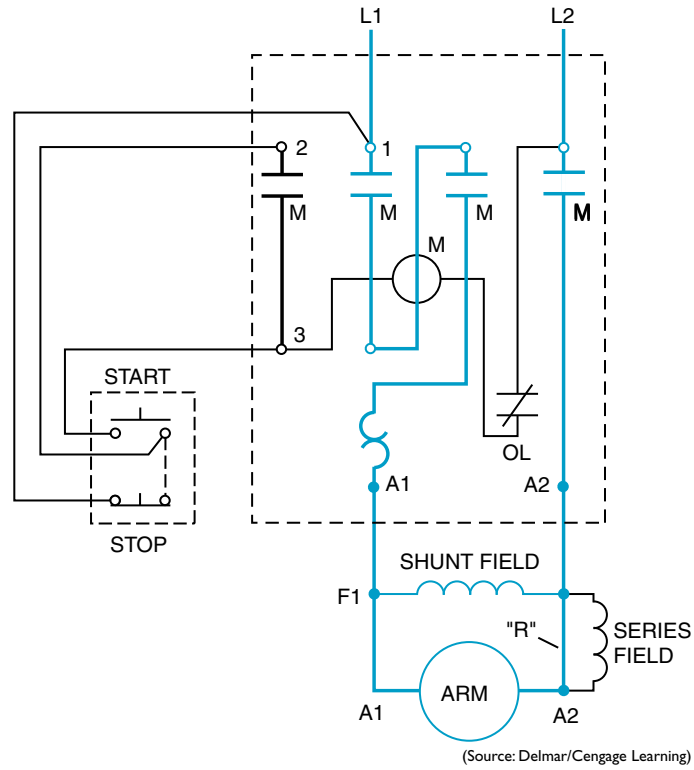 L1
L2
2
1
M
M
M
M
M
3
START
STOP
OL
A1
A2
SHUNT FIELD
F1
"R"
SERIES
FIELD
ARM
A1
A2
(Source: Delmar/Cengage Learning)